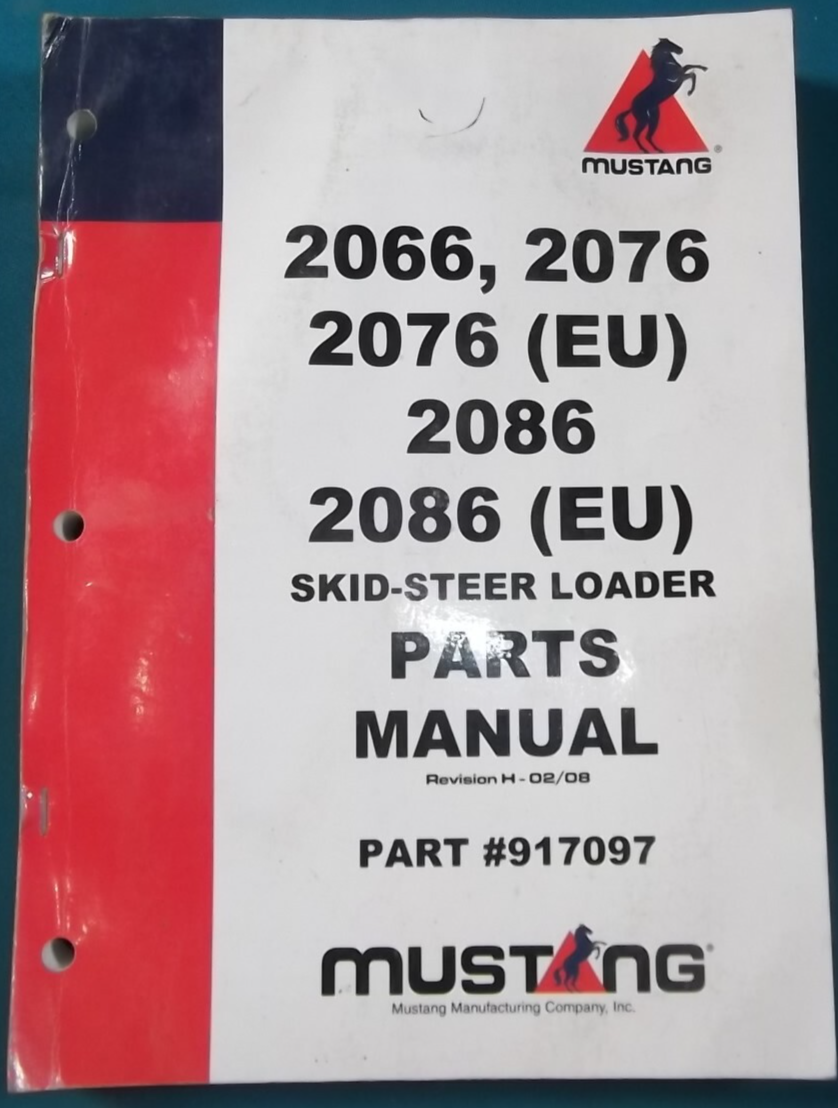 MUSTANG
2066, 2076
2076 (EU)
2086
2086 (EU)
SKID-STEER LOADER
PARTS
MANUAL
Revision H - 02/08
PART #917097
MUSTANG
Mustang Manufacturing Company, Inc.